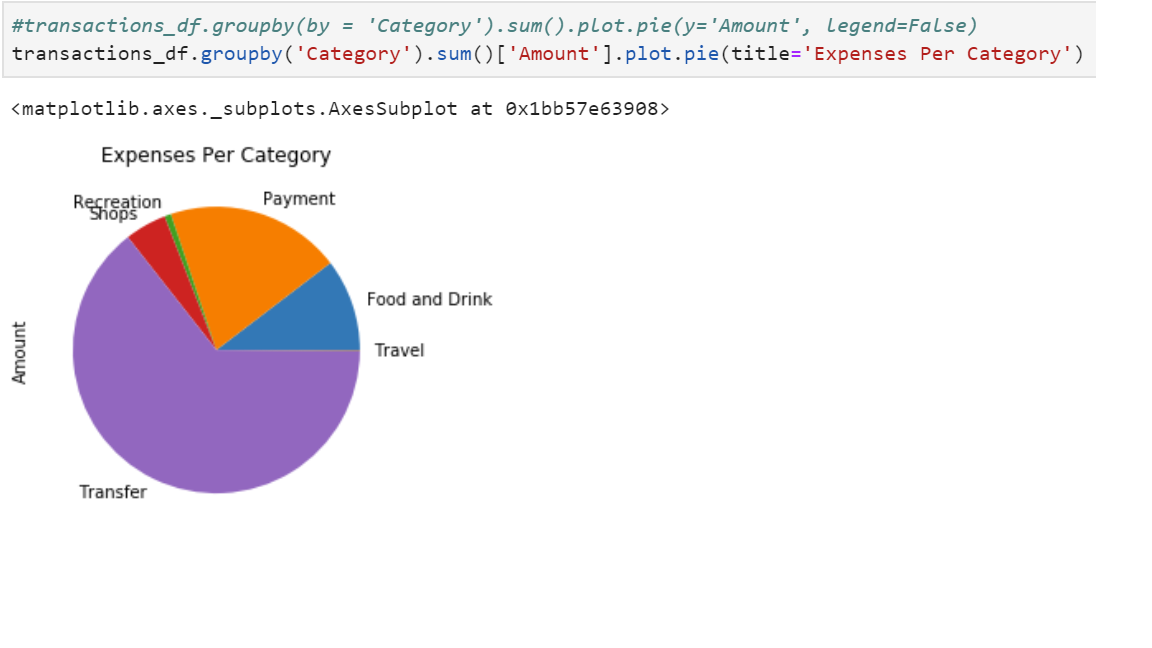 #transactions_df.groupby(by = 'Category').sum().plot.pie(y='Amount', legend=False)
transactions_df.groupby('Category').sum()['Amount'].plot.pie(title='Expenses Per Category')
<matplotlib.axes._subplots.AxesSubplot at 0x1bb57e63908>
Expenses Per Category
Recreation
Payment
Shops
Food and Drink
Travel
Amount
Transfer